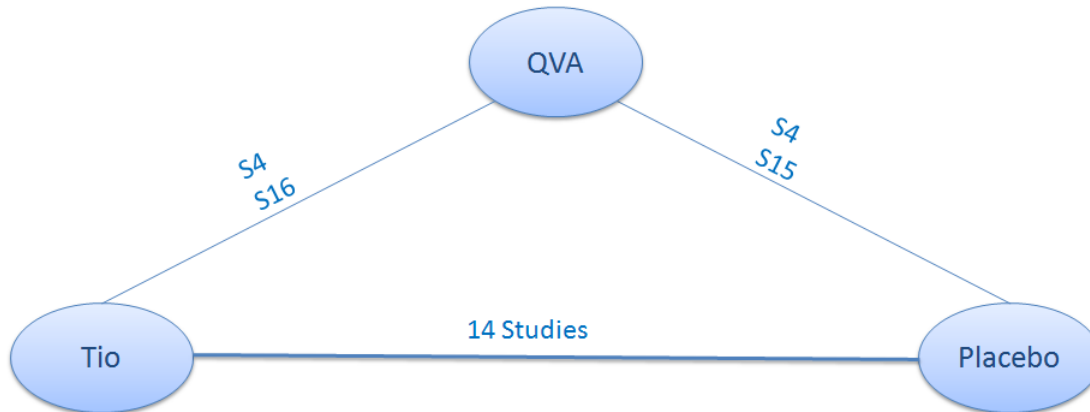 QVA
S4
S16
S4
S15
14 Studies
Tio
Placebo